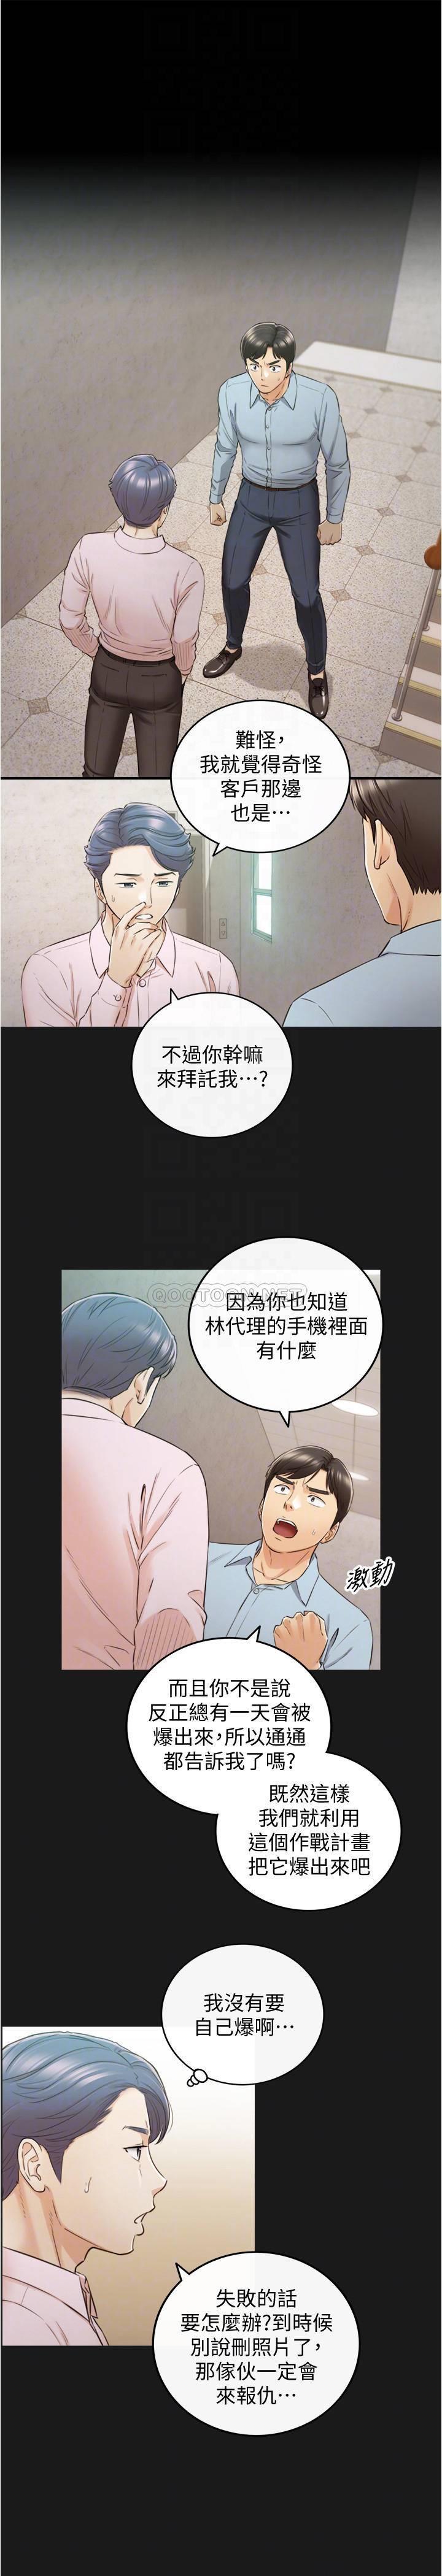 難怪，
我就覺得奇怪
客戶那邊
也是…
不過你幹嘛
來拜託我…?
TOPTOON.NET
因為你也知道
林代理的手機裡面
有什麼
激動
而且你不是說
反正總有一天會被
爆出來，所以通通
都告訴我了嗎?
既然這樣
我們就利用
這個作戰計畫
把它爆出來吧
我沒有要
自己爆啊…
失敗的話
要怎麼辦?到時候
別說刪照片了，
那傢伙一定會
來報仇…